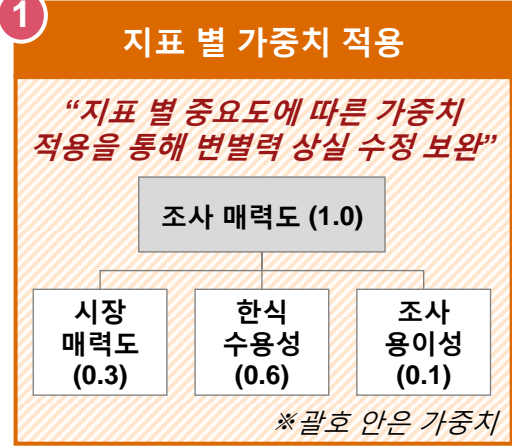 1
지표 별 가중치 적용
“지표 별 중요도에 따른 가중치
적용을 통해 변별력 상실 수정 보완”
조사 매력도 (1.0)
시장
매력도
(0.3)
한식
수용성
(0.6)
조사
용이성
(0.1)
※괄호 안은 가중치